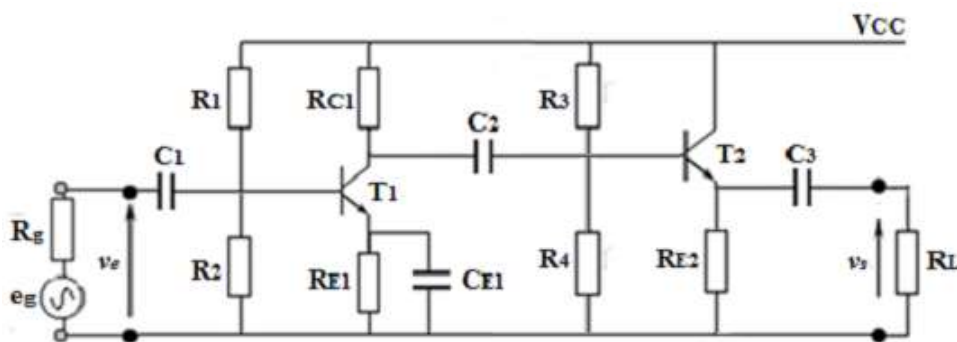 VCC
R1
RC1
R3
C2
C1
T2
C3
T1
Rg
ve
R2
RE1
CE1
R4
RE2
vs
RL
eg